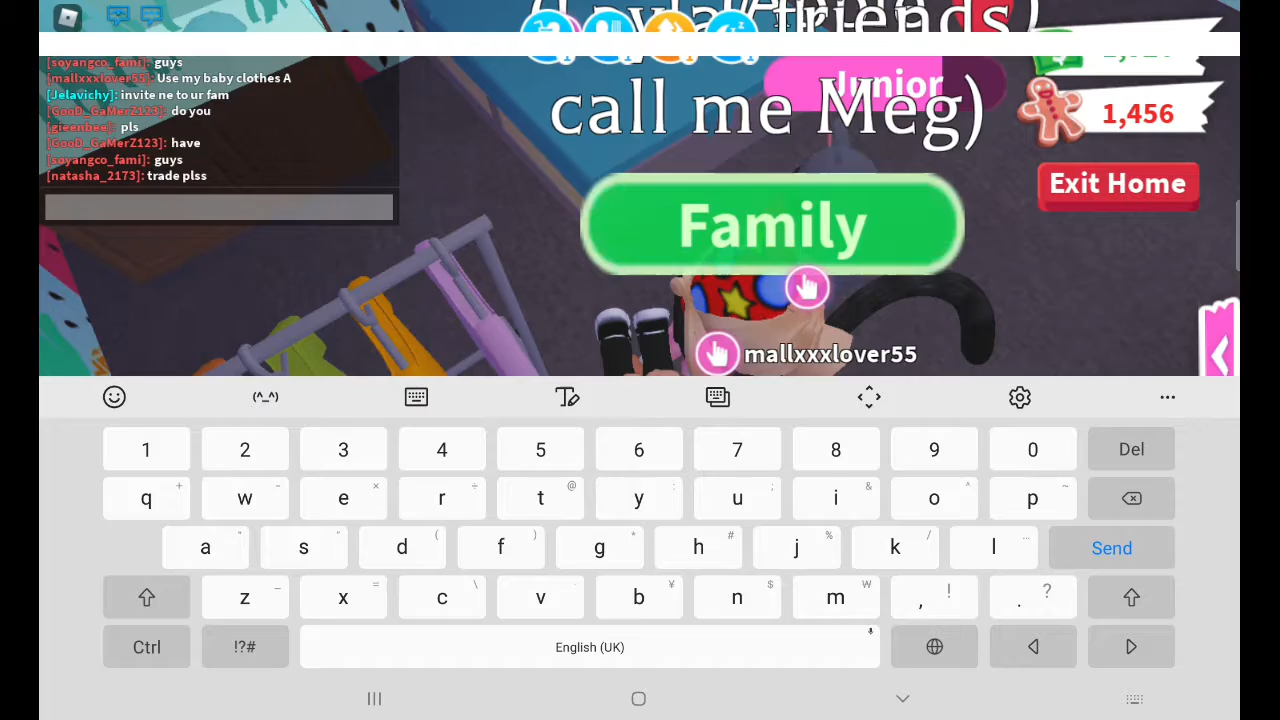 friends)
[soyangco_fami]: guys
[mallxxxlover55]: Use my baby clothes A
[Jelavichy]: invite ne to ur fam
[GooD_GaMerZ123]: do you
[gieenbee]: pls
[GooD_GaMerZ123]: have
[soyangco_fami]: guys
[natasha_2173]: trade plss
Junior
call me Meg)
1,456
Exit Home
Family
mallxxxlover55
(^_^)
1 2 3 4 5 6 7 8 9 0 Del
q + w - e × r ÷ t @ y : u ; i & o ^ p ~
a " s " d ( f ) g * h # j % k / l ... Send
z _ x = c \ v b ¥ n $ m ₩ , ! . ?
Ctrl !?# English (UK)